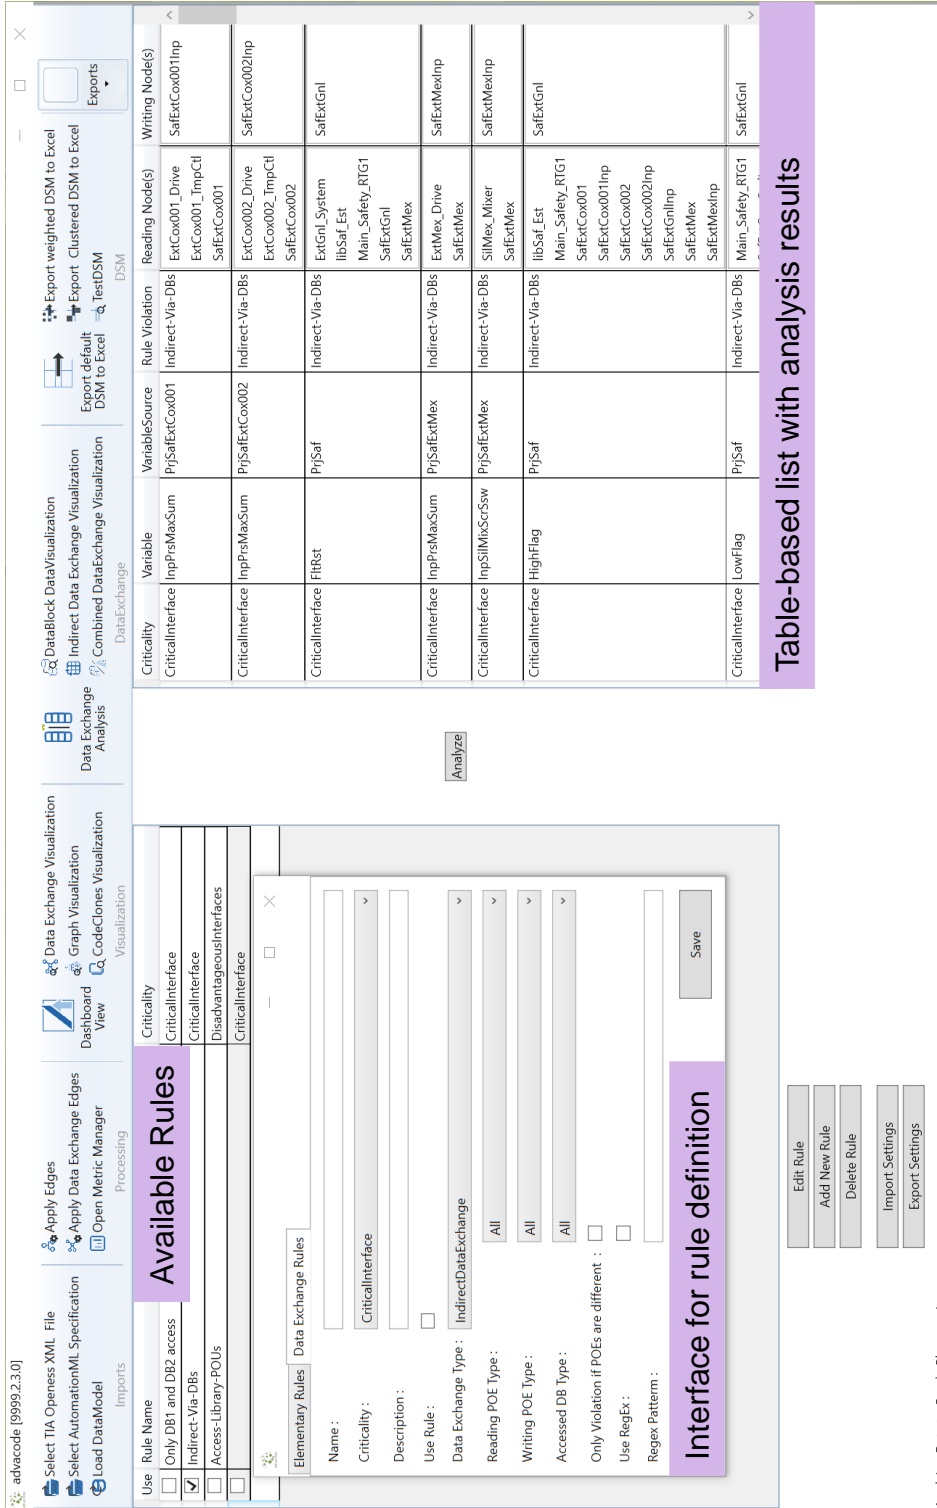 advacode [9999.2.3.0]
Select TIA Openess XML File
Select AutomationML Specification
Load DataModel
Imports
Apply Edges
Apply Data Exchange Edges
Open Metric Manager
Processing
Dashboard
View
Data Exchange Visualization
Graph Visualization
CodeClones Visualization
Visualization
Data Exchange
Analysis
DataBlock DataVisualization
Indirect Data Exchange Visualization
Combined DataExchange Visualization
DataExchange
Export default
DSM to Excel
Export weighted DSM to Excel
Export Clustered DSM to Excel
TestDSM
DSM
Exports
Use Rule Name Criticality
Available Rules
Only DB1 and DB2 access CriticalInterface
Indirect-Via-DBs CriticalInterface
Access-Library-POUs DisadvantageousInterfaces
CriticalInterface
Elementary Rules Data Exchange Rules
Name :
Criticality : CriticalInterface
Description :
Use Rule :
Data Exchange Type : IndirectDataExchange
Reading POE Type : All
Writing POE Type : All
Accessed DB Type : All
Only Violation if POEs are different :
Use RegEx :
Regex Patterm :
Save
Interface for rule definition
Edit Rule
Add New Rule
Delete Rule
Import Settings
Export Settings
Analyze
Criticality Variable VariableSource Rule Violation Reading Node(s) Writing Node(s)
CriticalInterface InpPrsMaxSum PrjSafExtCox001 Indirect-Via-DBs ExtCox001_Drive SafExtCox001Inp
ExtCox001_TmpCtl
SafExtCox001
CriticalInterface InpPrsMaxSum PrjSafExtCox002 Indirect-Via-DBs ExtCox002_Drive SafExtCox002Inp
ExtCox002_TmpCtl
SafExtCox002
CriticalInterface FltRst PrjSaf Indirect-Via-DBs ExtGnl_System SafExtGnl
libSaf_Est
Main_Safety_RTG1
SafExtGnl
SafExtMex
CriticalInterface InpPrsMaxSum PrjSafExtMex Indirect-Via-DBs ExtMex_Drive SafExtMexInp
SafExtMex
CriticalInterface InpSilMixScrSsw PrjSafExtMex Indirect-Via-DBs SilMex_Mixer SafExtMexInp
SafExtMex
CriticalInterface HighFlag PrjSaf Indirect-Via-DBs libSaf_Est SafExtGnl
Main_Safety_RTG1
SafExtCox001
SafExtCox001Inp
SafExtCox002
SafExtCox002Inp
SafExtGnlInp
SafExtMex
SafExtMexInp
CriticalInterface LowFlag PrjSaf Indirect-Via-DBs Main_Safety_RTG1 SafExtGnl
Table-based list with analysis results